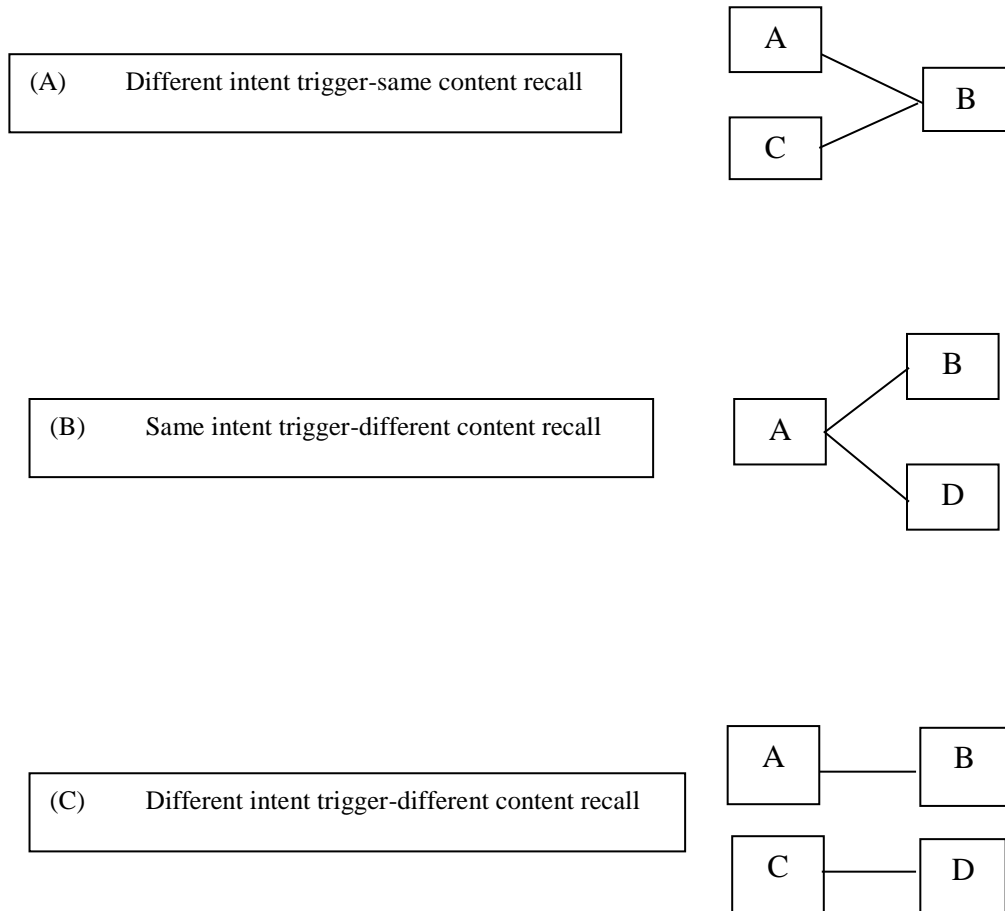 A
(A) Different intent trigger-same content recall
B
C
B
(B) Same intent trigger-different content recall
A
D
A
B
(C) Different intent trigger-different content recall
C
D